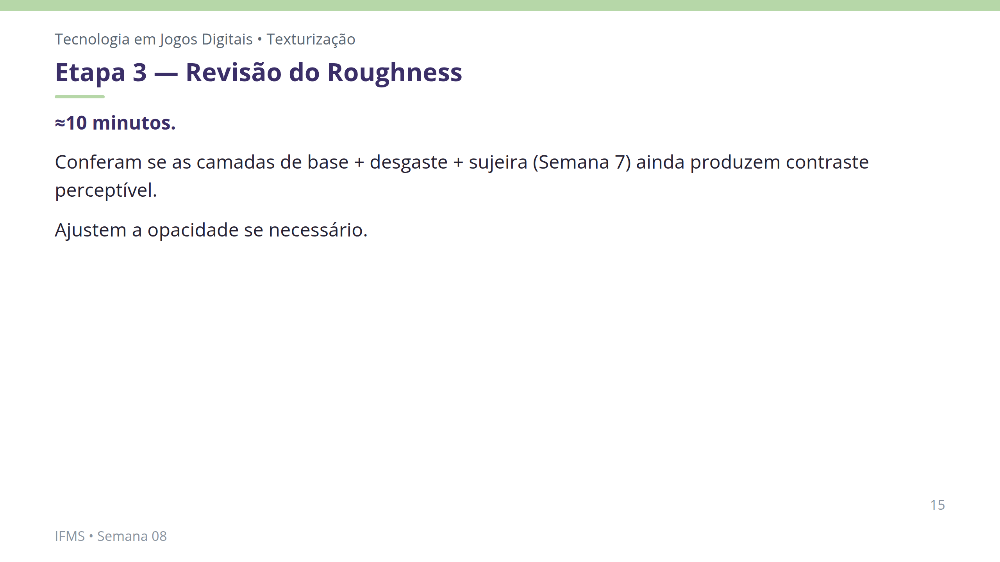 Tecnologia em Jogos Digitais • Texturização
Etapa 3 — Revisão do Roughness
≈10 minutos.
Conferam se as camadas de base + desgaste + sujeira (Semana 7) ainda produzem contraste
perceptível.
Ajustem a opacidade se necessário.
15
IFMS • Semana 08